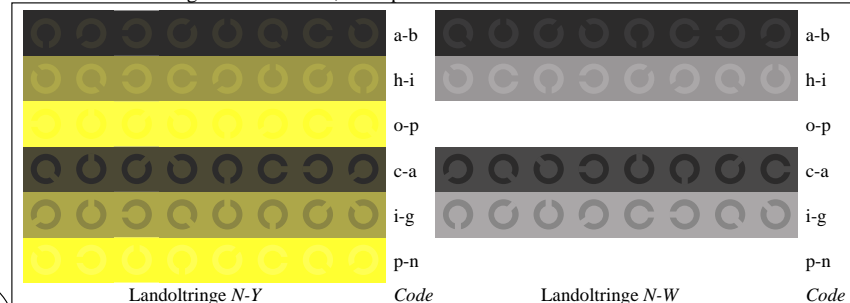 a-b a-b
h-i h-i
o-p o-p
c-a c-a
i-g i-g
p-n p-n
Landoltringe N-Y Code Landoltringe N-W Code